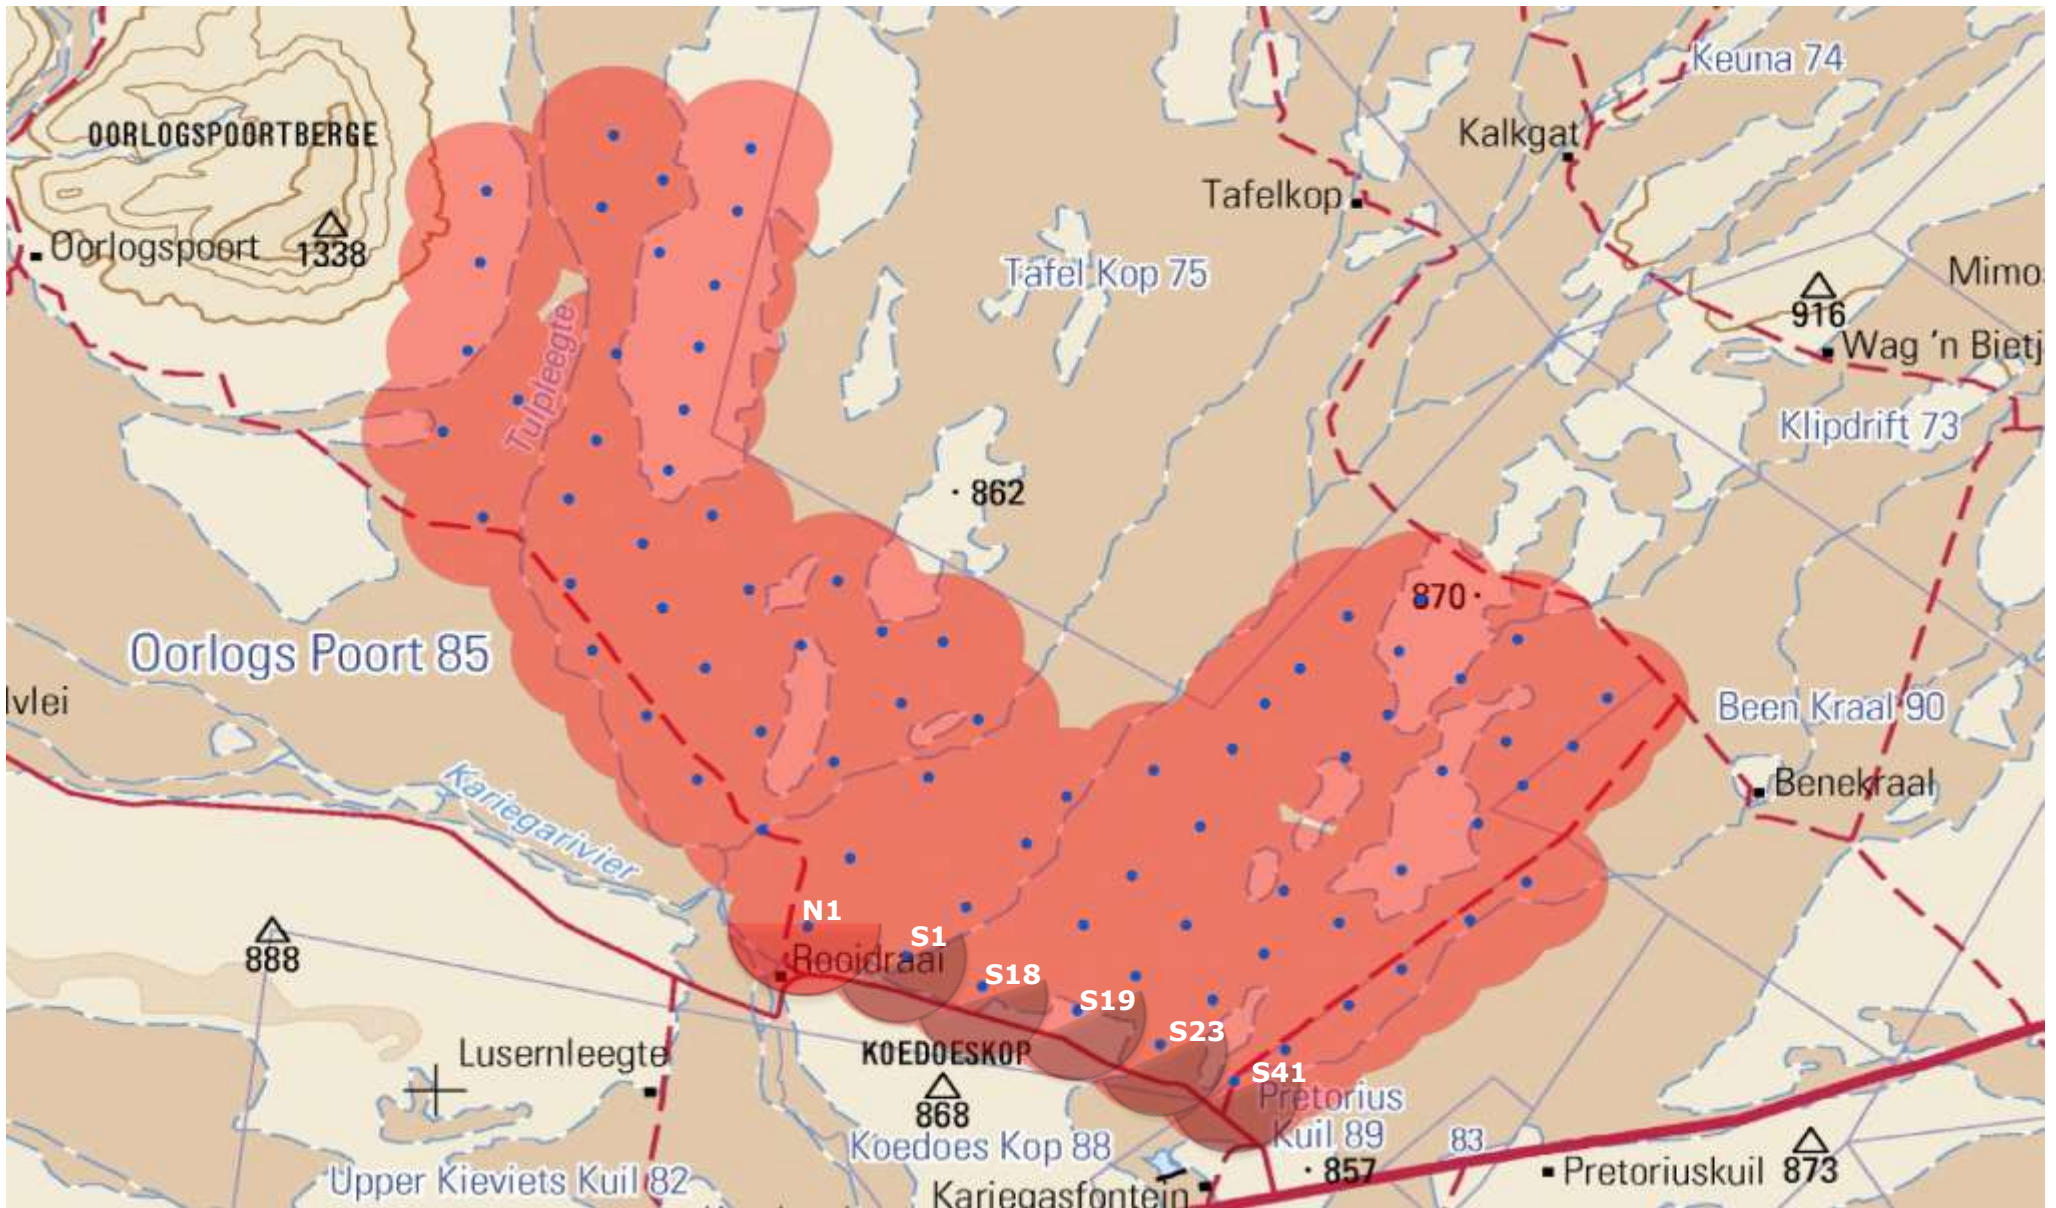 Keuna 74
OORLOGSPOORTBERGE
Kalkgat
Tafelkop
Oorlogspoort
1338
Tafel Kop 75
Mimo
916
Wag 'n Bietj
Tulpleegte
Klipdrift 73
862
870
Oorlogs Poort 85
lvlei
Been Kraal 90
Kariegarivier
Benekraal
N1
S1
888
Rooidraai
S18
S19
S23
Lusernleegte
KOEDOESKOP
S41
868
Pretorius
Kuil 89
Koedoes Kop 88
83
857
Pretoriuskuil 873
Upper Kieviets Kuil 82
Kariegasfontein